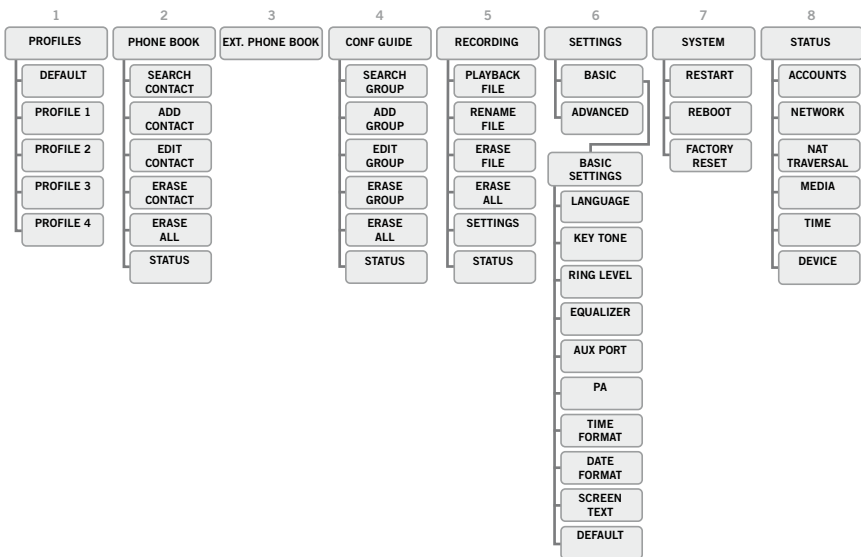 1 2 3 4 5 6 7 8
PROFILES
DEFAULT
PROFILE 1
PROFILE 2
PROFILE 3
PROFILE 4
PHONE BOOK
SEARCH
CONTACT
ADD
CONTACT
EDIT
CONTACT
ERASE
CONTACT
ERASE
ALL
STATUS
EXT. PHONE BOOK
CONF GUIDE
SEARCH
GROUP
ADD
GROUP
EDIT
GROUP
ERASE
GROUP
ERASE
ALL
STATUS
RECORDING
PLAYBACK
FILE
RENAME
FILE
ERASE
FILE
ERASE
ALL
SETTINGS
STATUS
SETTINGS
BASIC
ADVANCED
BASIC
SETTINGS
LANGUAGE
KEY TONE
RING LEVEL
EQUALIZER
AUX PORT
PA
TIME
FORMAT
DATE
FORMAT
SCREEN
TEXT
DEFAULT
SYSTEM
RESTART
REBOOT
FACTORY
RESET
STATUS
ACCOUNTS
NETWORK
NAT
TRAVERSAL
MEDIA
TIME
DEVICE